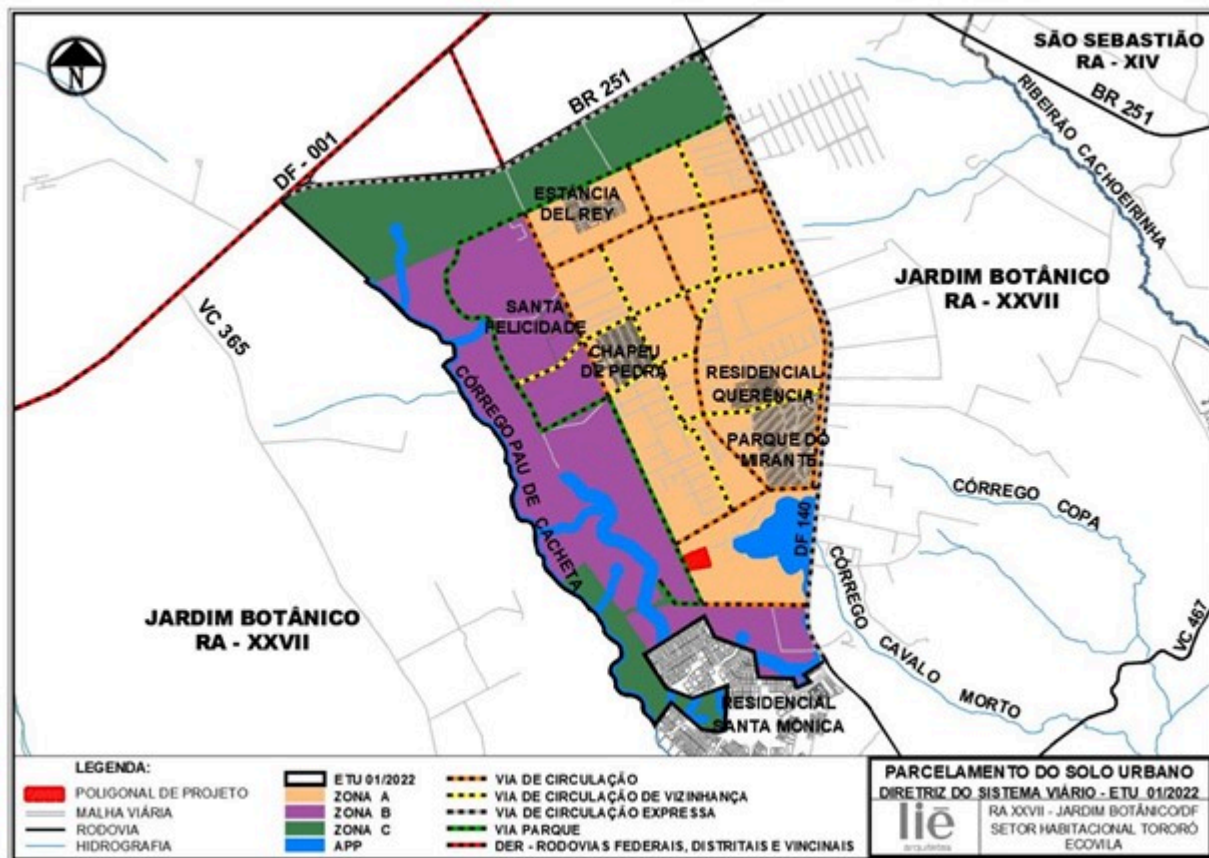 SÃO SEBASTIÃO
RA - XIV
BR 251
RIBEIRÃO CACHOEIRINHA
BR 251
DF - 001
N
ESTÂNCIA
DEL REY
JARDIM BOTÂNICO
RA - XXVII
VC 365
SANTA
FELICIDADE
CHAPÉU
DE PEDRA
RESIDENCIAL
QUERÊNCIA
CÓRREGO PAU DE CACHETA
PARQUE DO
MIRANTE
CÓRREGO COPA
DF 140
CÓRREGO CAVALO MORTO
VC 467
JARDIM BOTÂNICO
RA - XXVII
RESIDENCIAL
SANTA MÔNICA
LEGENDA:
POLIGONAL DE PROJETO
MALHA VIÁRIA
RODOVIA
HIDROGRAFIA
ETU 01/2022
ZONA A
ZONA B
ZONA C
APP
VIA DE CIRCULAÇÃO
VIA DE CIRCULAÇÃO DE VIZINHANÇA
VIA DE CIRCULAÇÃO EXPRESSA
VIA PARQUE
DER - RODOVIAS FEDERAIS, DISTRITAIS E VINCINAIS
PARCELAMENTO DO SOLO URBANO
DIRETRIZ DO SISTEMA VIÁRIO - ETU 01/2022
liē
arquitetos
RA XXVII - JARDIM BOTÂNICO/DF
SETOR HABITACIONAL TORORÓ
ECOVILA